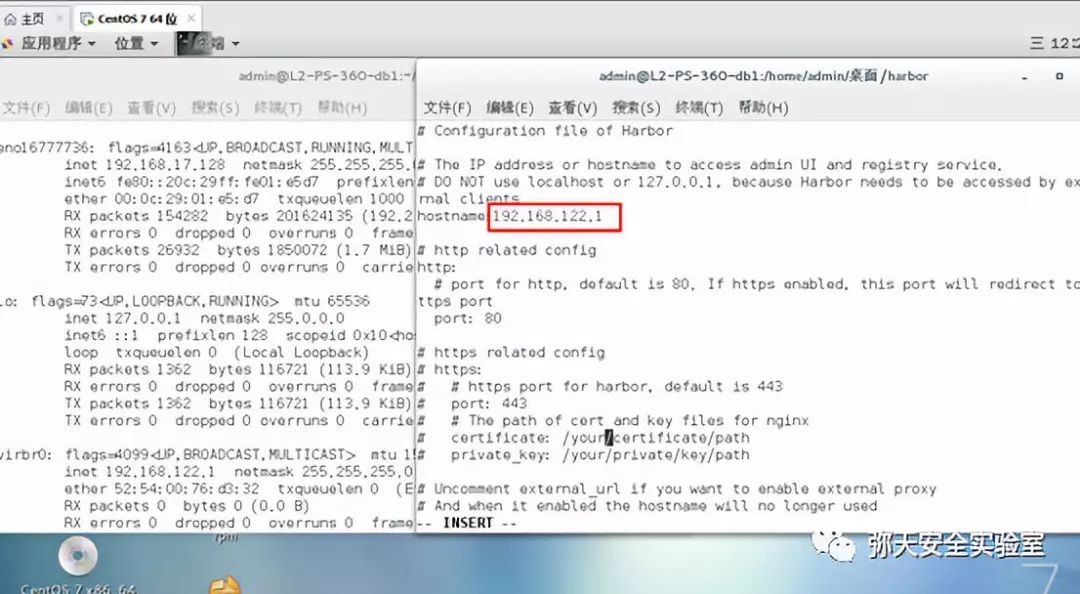 主页
CentOS 7 64 位
应用程序 位置
三 12:
admin@L2-PS-360-db1:~/
文件(F) 编辑(E) 查看(V) 搜索(S) 终端(T) 帮助(H)
eno16777736: flags=4163<UP,BROADCAST,RUNNING,MULT
inet 192.168.17.128 netmask 255.255.255.
inet6 fe80::20c:29ff:fe01:e5d7 prefixlen
ether 00:0c:29:01:e5:d7 txqueuelen 1000
RX packets 154282 bytes 201624135 (192.2
RX errors 0 dropped 0 overruns 0 frame
TX packets 26932 bytes 1850072 (1.7 MiB)
TX errors 0 dropped 0 overruns 0 carrie
lo: flags=73<UP,LOOPBACK,RUNNING> mtu 65536
inet 127.0.0.1 netmask 255.0.0.0
inet6 ::1 prefixlen 128 scopeid 0x10<hos
loop txqueuelen 0 (Local Loopback)
RX packets 1362 bytes 116721 (113.9 KiB)
RX errors 0 dropped 0 overruns 0 frame
TX packets 1362 bytes 116721 (113.9 KiB)
TX errors 0 dropped 0 overruns 0 carrie
virbr0: flags=4099<UP,BROADCAST,MULTICAST> mtu 15
inet 192.168.122.1 netmask 255.255.255.0
ether 52:54:00:76:d3:32 txqueuelen 0 (E
RX packets 0 bytes 0 (0.0 B)
RX errors 0 dropped 0 overruns 0 frame
admin@L2-PS-360-db1:/home/admin/桌面/harbor
文件(F) 编辑(E) 查看(V) 搜索(S) 终端(T) 帮助(H)
# Configuration file of Harbor
# The IP address or hostname to access admin UI and registry service.
# DO NOT use localhost or 127.0.0.1, because Harbor needs to be accessed by ex
rnal clients.
hostname: 192.168.122.1
# http related config
http:
# port for http, default is 80. If https enabled, this port will redirect to
ttps port
port: 80
# https related config
# https:
# # https port for harbor, default is 443
# port: 443
# # The path of cert and key files for nginx
# certificate: /your/certificate/path
# private_key: /your/private/key/path
# Uncomment external_url if you want to enable external proxy
# And when it enabled the hostname will no longer used
-- INSERT --
rpm
CentOS 7 x86_64
弥天安全实验室
7